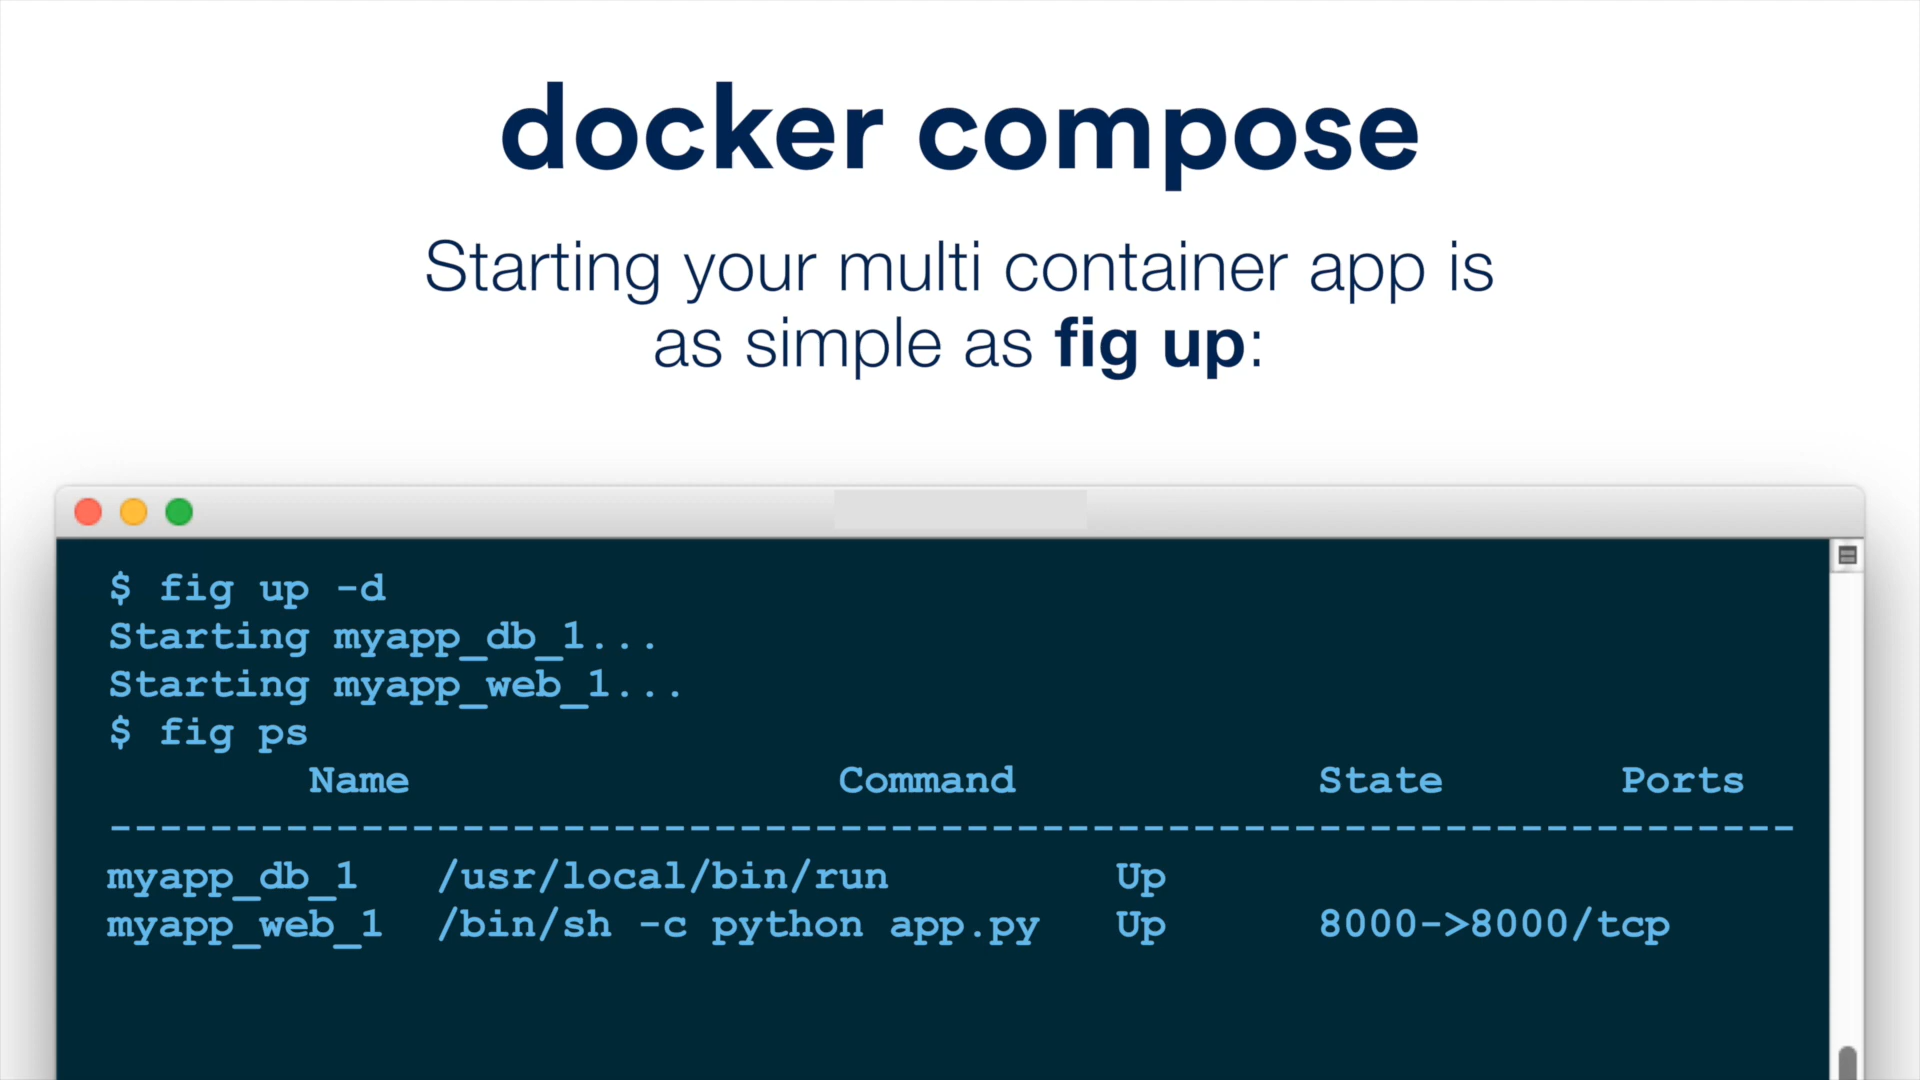 docker compose
Starting your multi container app is
as simple as fig up:
$ fig up -d
Starting myapp_db_1...
Starting myapp_web_1...
$ fig ps
Name Command State Ports
-------------------------------------------------------------------
myapp_db_1 /usr/local/bin/run Up
myapp_web_1 /bin/sh -c python app.py Up 8000->8000/tcp